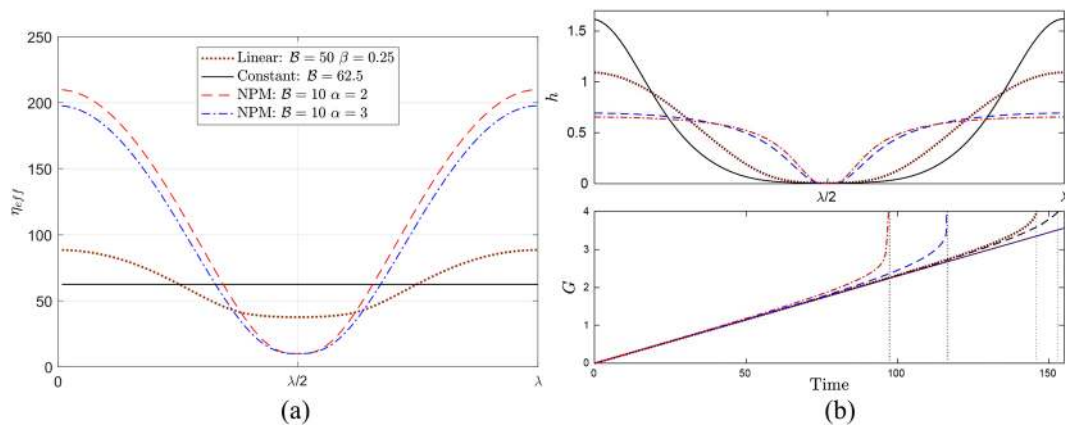 250
200
150
100
50
0
η_eff
Linear: B = 50 β = 0.25
Constant: B = 62.5
NPM: B = 10 α = 2
NPM: B = 10 α = 3
0 λ/2 λ
(a)
1.5
1
0.5
0
h
λ/2 λ
4
3
2
1
0
G
0 50 100 150
Time
(b)